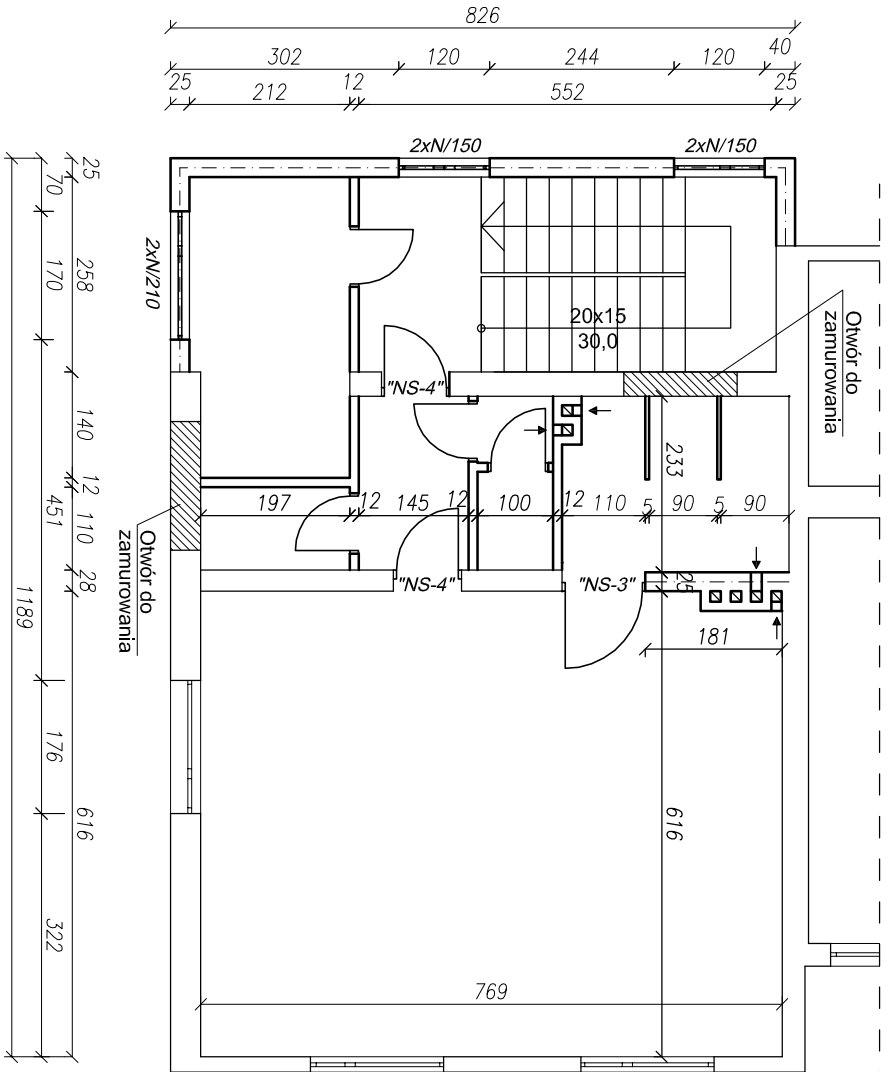 826
302 120 244 120 40
25 212 12 552 25
2xN/150 2xN/150
25
70
258
170
2xN/210
20x15
30,0
Otwór do
zamurowania
"NS-4"
140
233
12
197 12 145 12 100 12 110 5 90 5 90
110
451
Otwór do
zamurowania
28
"NS-4" "NS-3" 25
1189
181
176
616
616
322
769